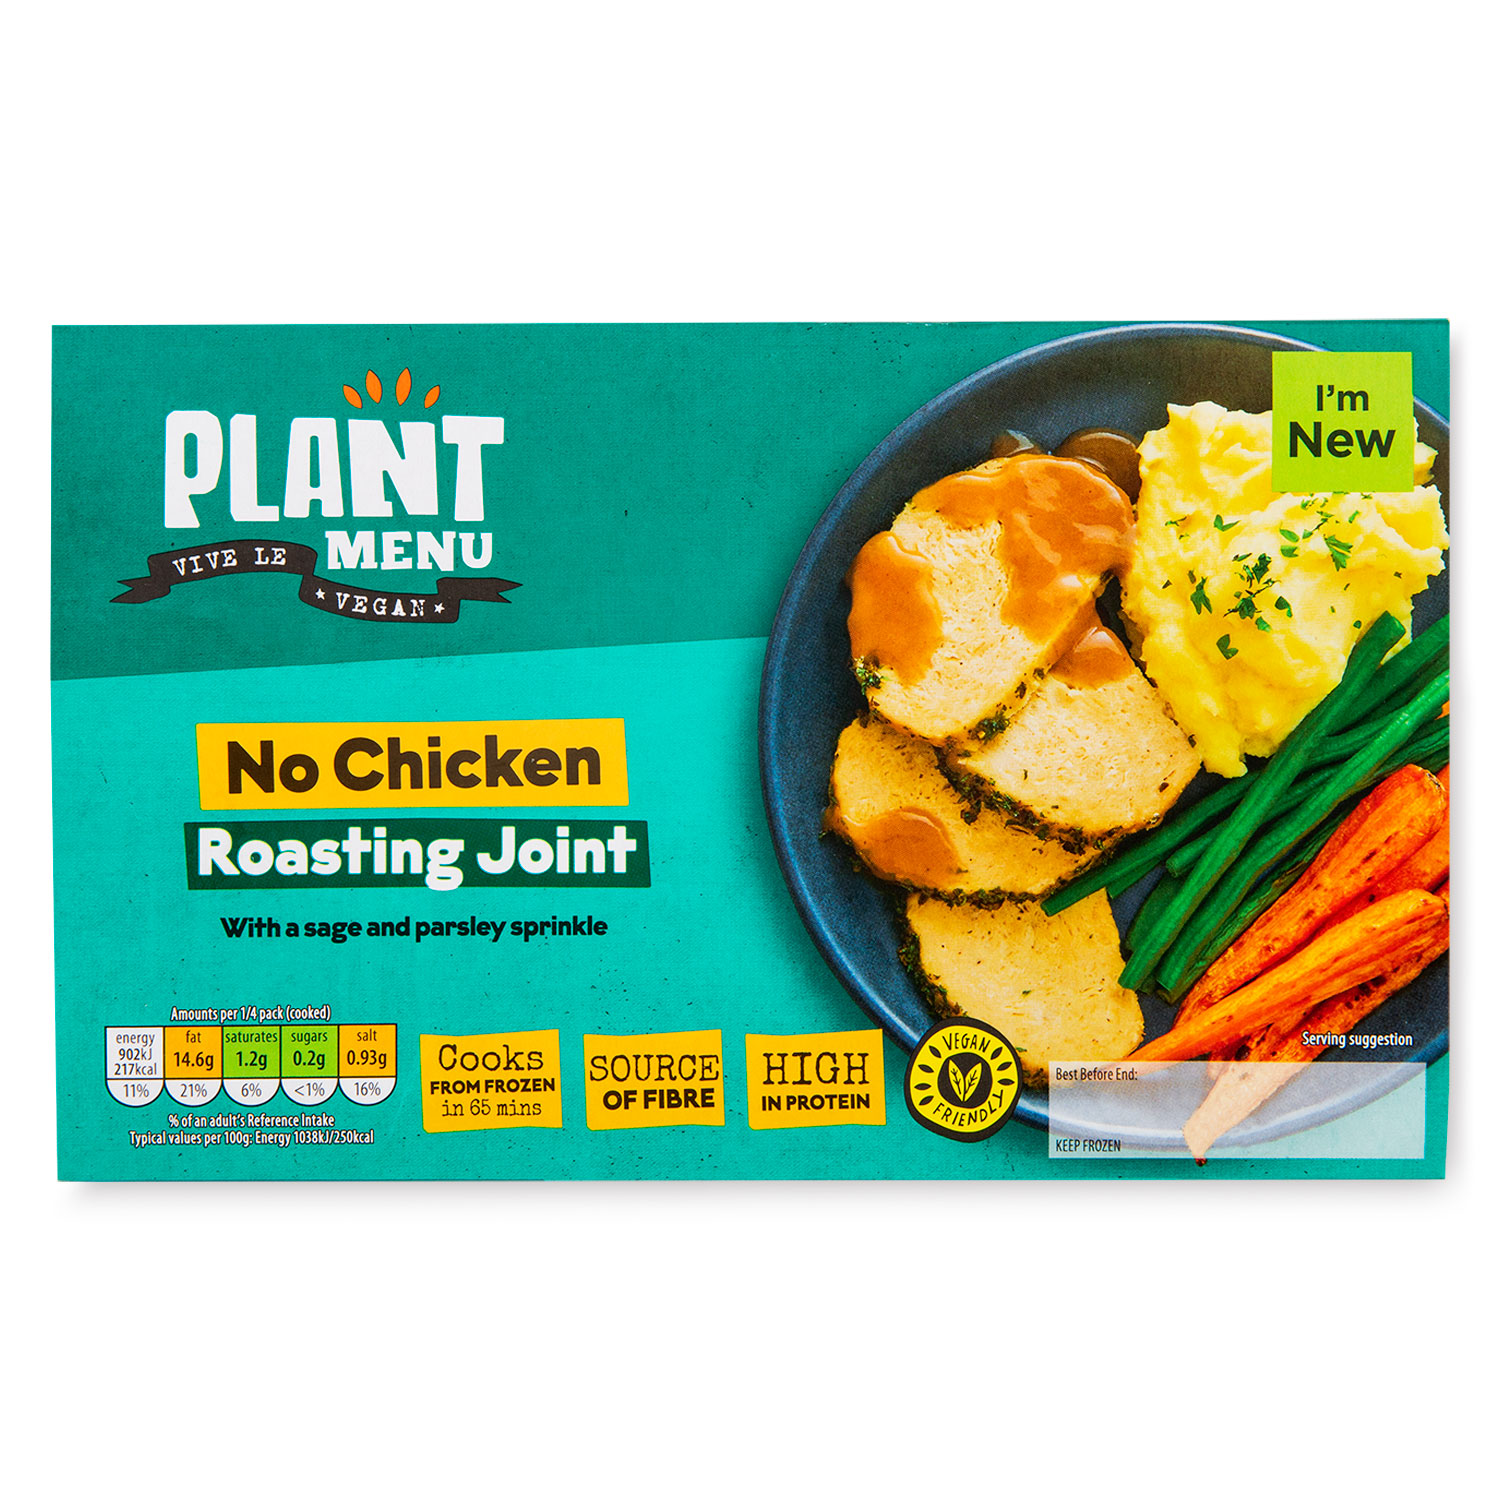 PLANT
MENU
VIVE LE
★ VEGAN ★
I'm
New
No Chicken
Roasting Joint
With a sage and parsley sprinkle
Amounts per 1/4 pack (cooked)
energy fat saturates sugars salt
902kJ
217kcal 14.6g 1.2g 0.2g 0.93g
11% 21% 6% <1% 16%
% of an adult's Reference Intake
Typical values per 100g: Energy 1038kJ/250kcal
Cooks
FROM FROZEN
in 65 mins
SOURCE
OF FIBRE
HIGH
IN PROTEIN
VEGAN
FRIENDLY
Serving suggestion
Best Before End:
KEEP FROZEN